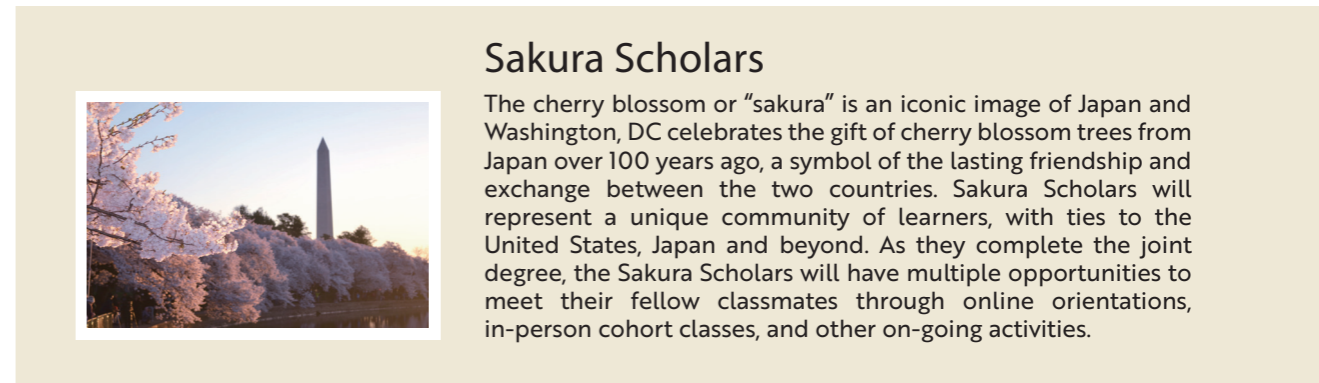 Sakura Scholars
The cherry blossom or “sakura” is an iconic image of Japan and
Washington, DC celebrates the gift of cherry blossom trees from
Japan over 100 years ago, a symbol of the lasting friendship and
exchange between the two countries. Sakura Scholars will
represent a unique community of learners, with ties to the
United States, Japan and beyond. As they complete the joint
degree, the Sakura Scholars will have multiple opportunities to
meet their fellow classmates through online orientations,
in-person cohort classes, and other on-going activities.